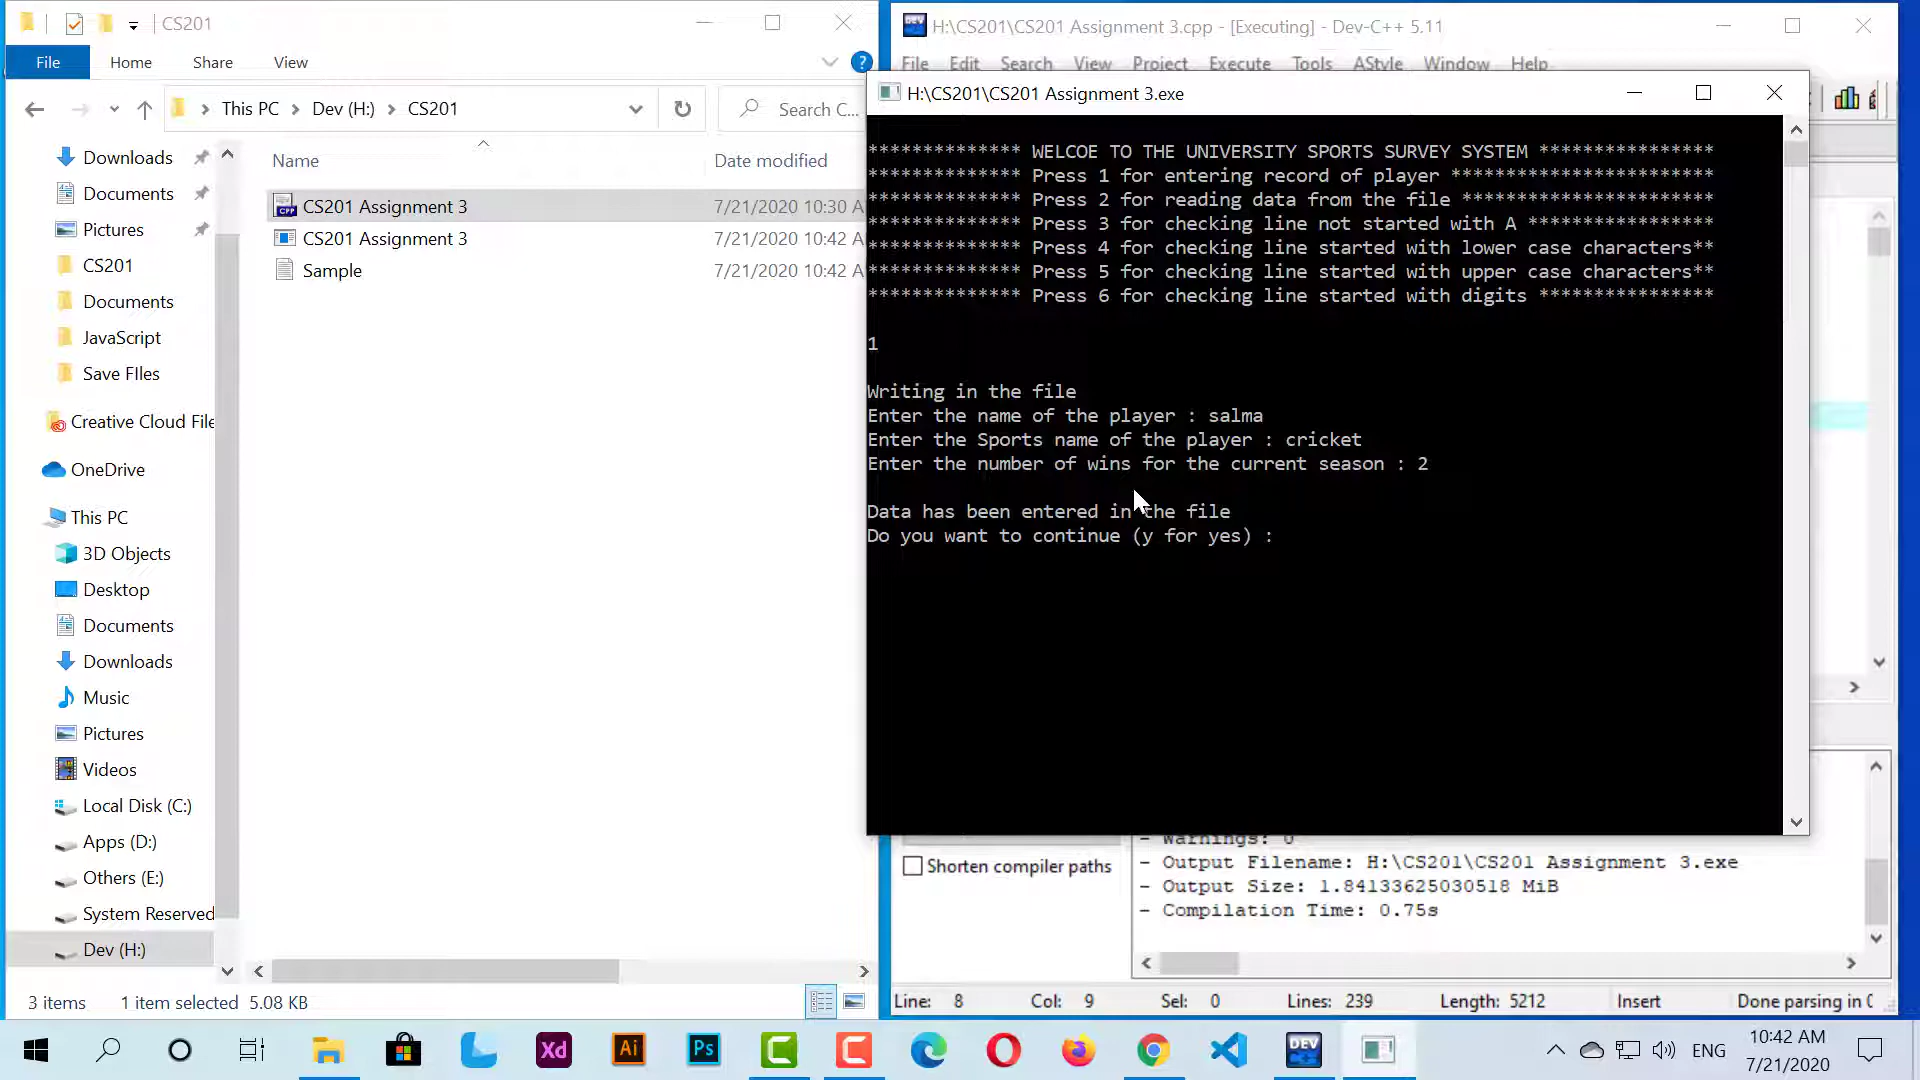 CS201
File Home Share View
This PC Dev (H:) CS201
Search C...
Name Date modified
CS201 Assignment 3 7/21/2020 10:30 A
CS201 Assignment 3 7/21/2020 10:42 A
Sample 7/21/2020 10:42 A
Downloads
Documents
Pictures
CS201
Documents
JavaScript
Save FIles
Creative Cloud File
OneDrive
This PC
3D Objects
Desktop
Documents
Downloads
Music
Pictures
Videos
Local Disk (C:)
Apps (D:)
Others (E:)
System Reserved
Dev (H:)
3 items 1 item selected 5.08 KB
H:\CS201\CS201 Assignment 3.cpp - [Executing] - Dev-C++ 5.11
File Edit Search View Project Execute Tools AStyle Window Help
H:\CS201\CS201 Assignment 3.exe
************** WELCOE TO THE UNIVERSITY SPORTS SURVEY SYSTEM ****************
************** Press 1 for entering record of player ************************
************** Press 2 for reading data from the file ***********************
************** Press 3 for checking line not started with A *****************
************** Press 4 for checking line started with lower case characters**
************** Press 5 for checking line started with upper case characters**
************** Press 6 for checking line started with digits ****************
1
Writing in the file
Enter the name of the player : salma
Enter the Sports name of the player : cricket
Enter the number of wins for the current season : 2
Data has been entered in the file
Do you want to continue (y for yes) :
Shorten compiler paths
- Warnings: 0
- Output Filename: H:\CS201\CS201 Assignment 3.exe
- Output Size: 1.84133625030518 MiB
- Compilation Time: 0.75s
Line: 8 Col: 9 Sel: 0 Lines: 239 Length: 5212 Insert Done parsing in 0
Xd Ai Ps DEV
ENG
10:42 AM
7/21/2020